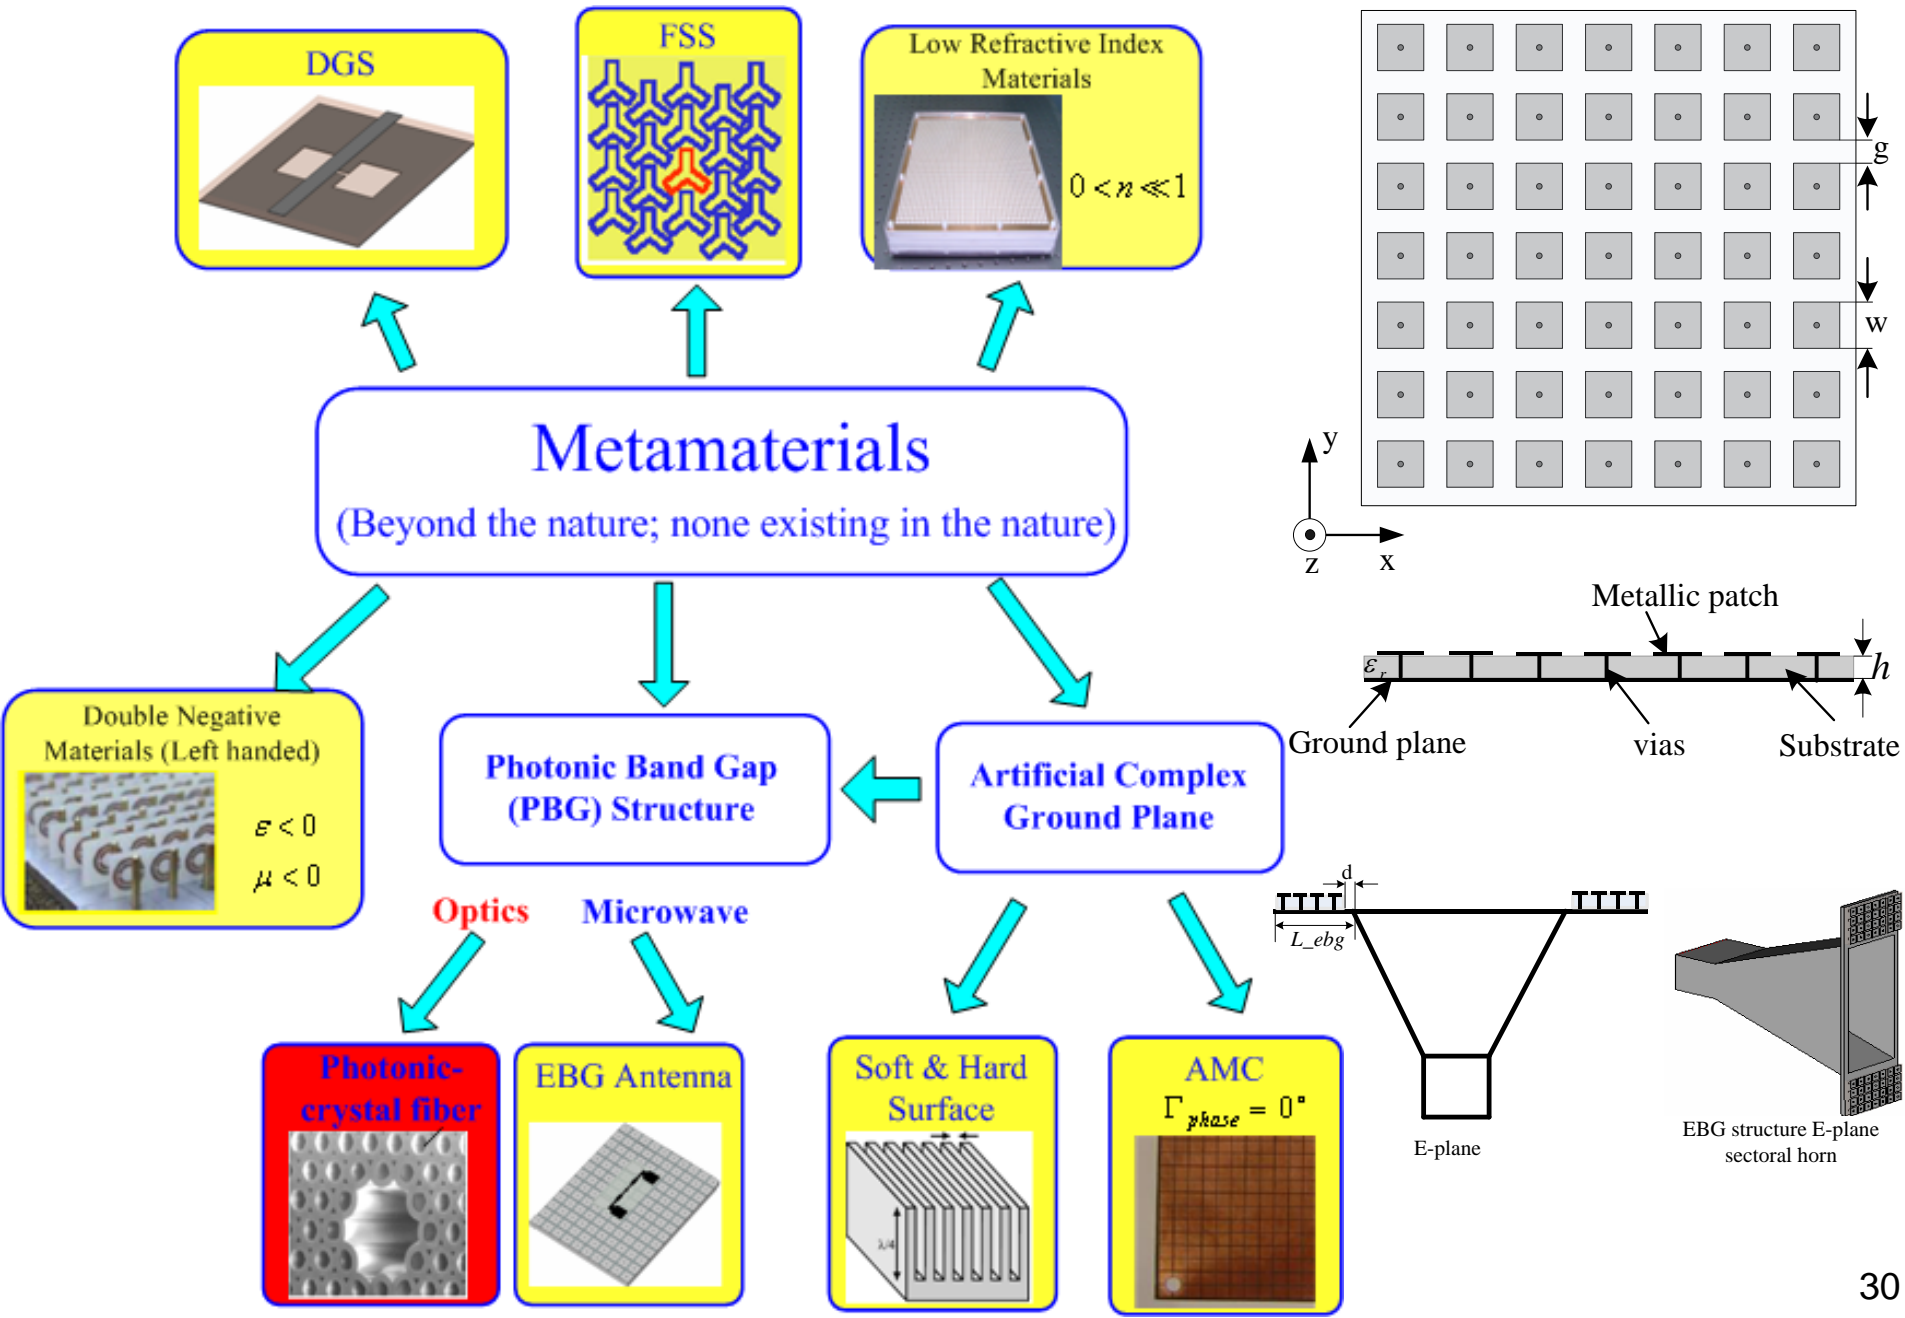 DGS
FSS
Low Refractive Index
Materials
0 < n ≪ 1
Metamaterials
(Beyond the nature; none existing in the nature)
Double Negative
Materials (Left handed)
ε < 0
μ < 0
Photonic Band Gap
(PBG) Structure
Artificial Complex
Ground Plane
Optics
Microwave
Photonic-
crystal fiber
EBG Antenna
Soft & Hard
Surface
λ/4
AMC
Γphase = 0°
g
w
y
z
x
Metallic patch
εr
h
Ground plane
vias
Substrate
d
L_ebg
E-plane
EBG structure E-plane
sectoral horn
30